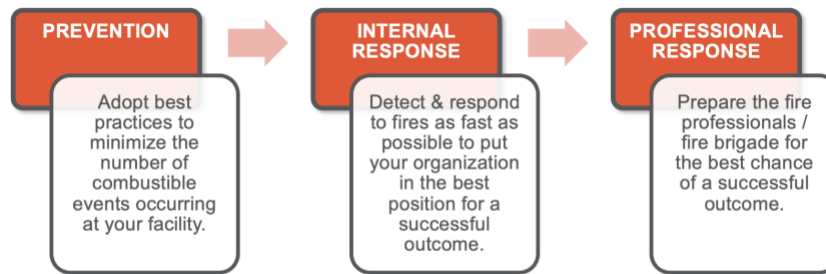 PREVENTION
Adopt best
practices to
minimize the
number of
combustible
events occurring
at your facility.
INTERNAL
RESPONSE
Detect & respond
to fires as fast as
possible to put
your organization
in the best
position for a
successful
outcome.
PROFESSIONAL
RESPONSE
Prepare the fire
professionals /
fire brigade for
the best chance
of a successful
outcome.